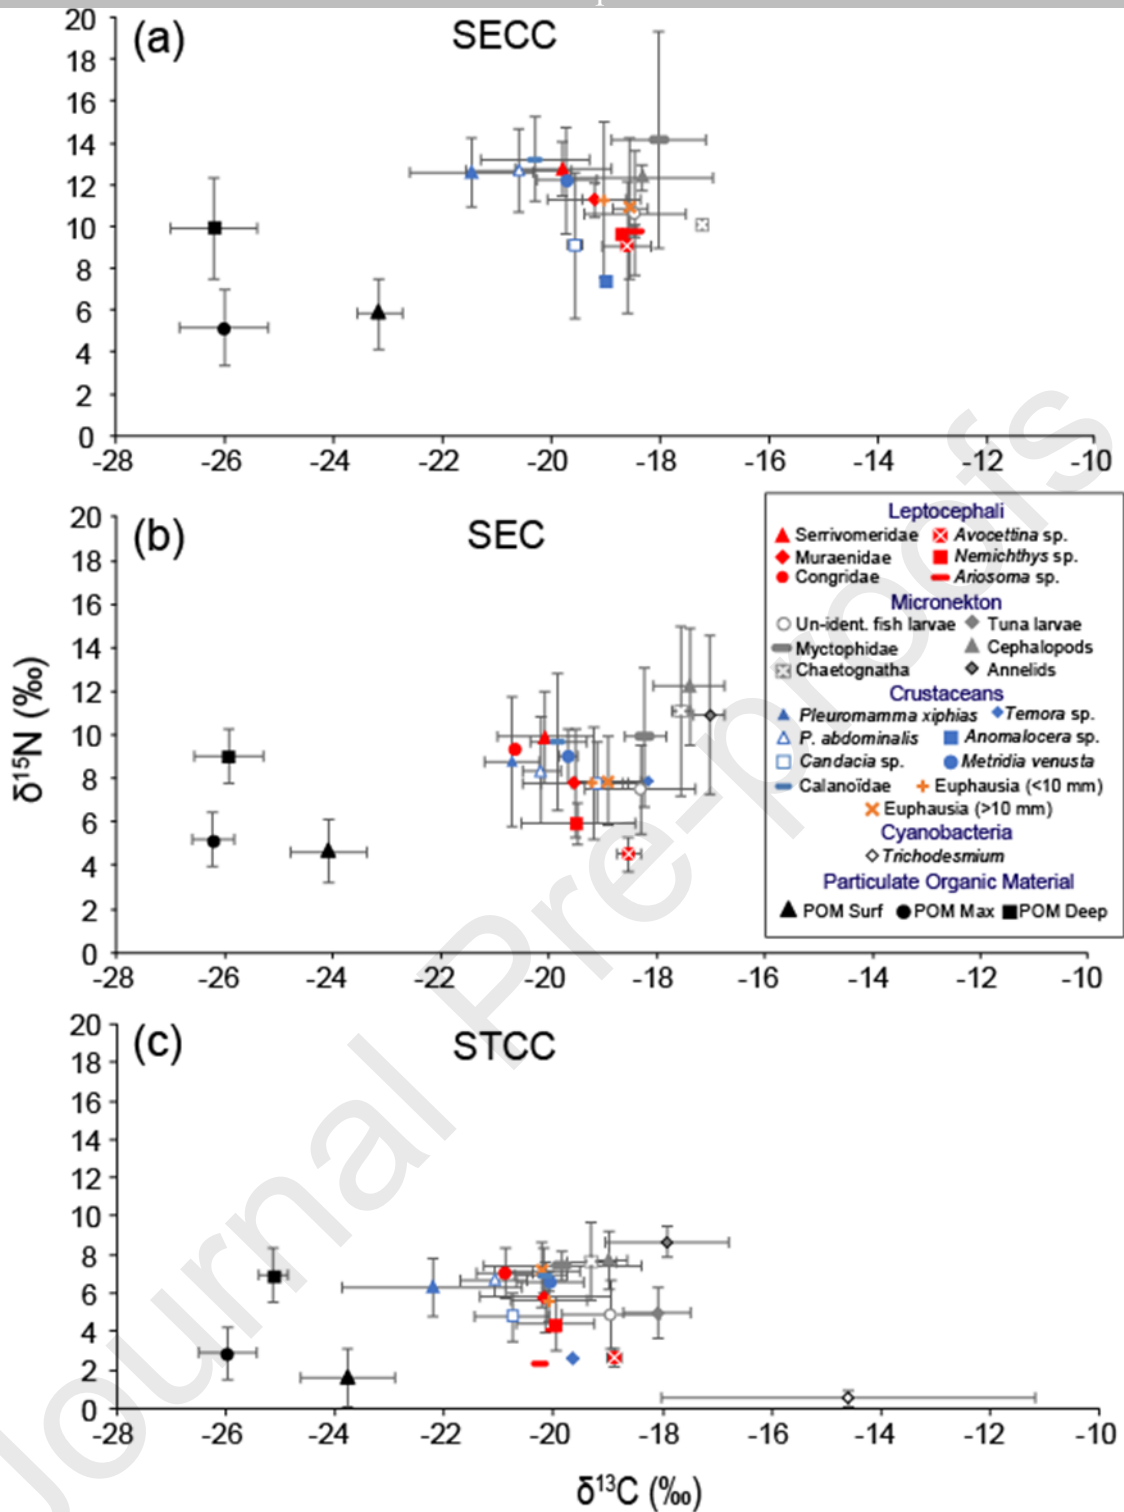 (a) SECC
20
18
16
14
12
10
8
6
4
2
0
-28 -26 -24 -22 -20 -18 -16 -14 -12 -10
(b) SEC
20
18
16
14
12
10
8
6
4
2
0
-28 -26 -24 -22 -20 -18 -16 -14 -12 -10
δ15N (‰)
Leptocephali
Serrivomeridae Avocettina sp.
Muraenidae Nemichthys sp.
Congridae Ariosoma sp.
Micronekton
Un-ident. fish larvae Tuna larvae
Myctophidae Cephalopods
Chaetognatha Annelids
Crustaceans
Pleuromamma xiphias Temora sp.
P. abdominalis Anomalocera sp.
Candacia sp. Metridia venusta
Calanoïdae Euphausia (<10 mm)
Euphausia (>10 mm)
Cyanobacteria
Trichodesmium
Particulate Organic Material
POM Surf POM Max POM Deep
(c) STCC
20
18
16
14
12
10
8
6
4
2
0
-28 -26 -24 -22 -20 -18 -16 -14 -12 -10
δ13C (‰)
Journal Pre-proofs